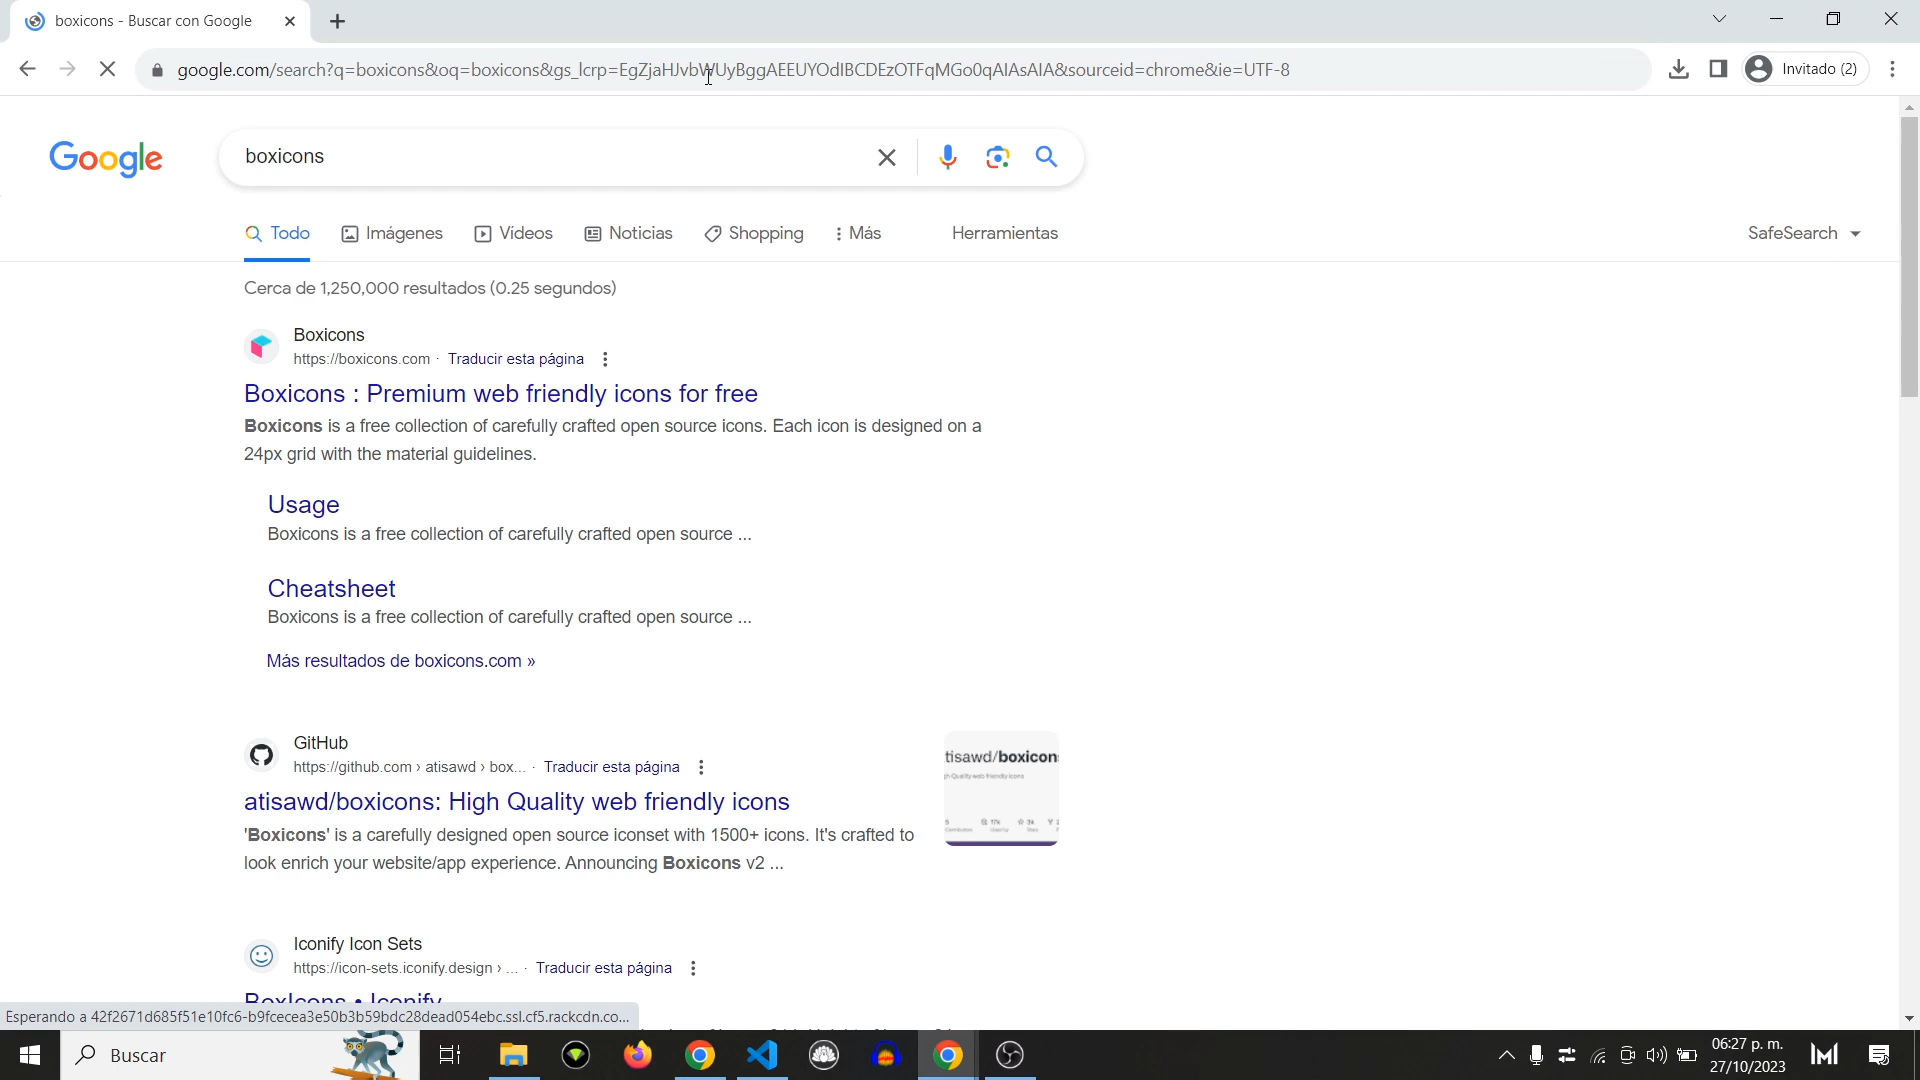 boxicons - Buscar con Google
google.com/search?q=boxicons&oq=boxicons&gs_lcrp=EgZjaHJvbWUyBggAEEUYOdIBCDEzOTFqMGo0qAIAsAIA&sourceid=chrome&ie=UTF-8
Invitado (2)
Google
boxicons
Todo
Imágenes
Vídeos
Noticias
Shopping
Más
Herramientas
SafeSearch
Cerca de 1,250,000 resultados (0.25 segundos)
Boxicons
https://boxicons.com · Traducir esta página
Boxicons : Premium web friendly icons for free
Boxicons is a free collection of carefully crafted open source icons. Each icon is designed on a
24px grid with the material guidelines.
Usage
Boxicons is a free collection of carefully crafted open source ...
Cheatsheet
Boxicons is a free collection of carefully crafted open source ...
Más resultados de boxicons.com »
GitHub
https://github.com › atisawd › box... · Traducir esta página
atisawd/boxicons: High Quality web friendly icons
'Boxicons' is a carefully designed open source iconset with 1500+ icons. It's crafted to
look enrich your website/app experience. Announcing Boxicons v2 ...
tisawd/boxicon
Iconify Icon Sets
https://icon-sets.iconify.design › ... · Traducir esta página
BoxIcons • Iconify
Esperando a 42f2671d685f51e10fc6-b9fcecea3e50b3b59bdc28dead054ebc.ssl.cf5.rackcdn.co...
Buscar
06:27 p. m.
27/10/2023